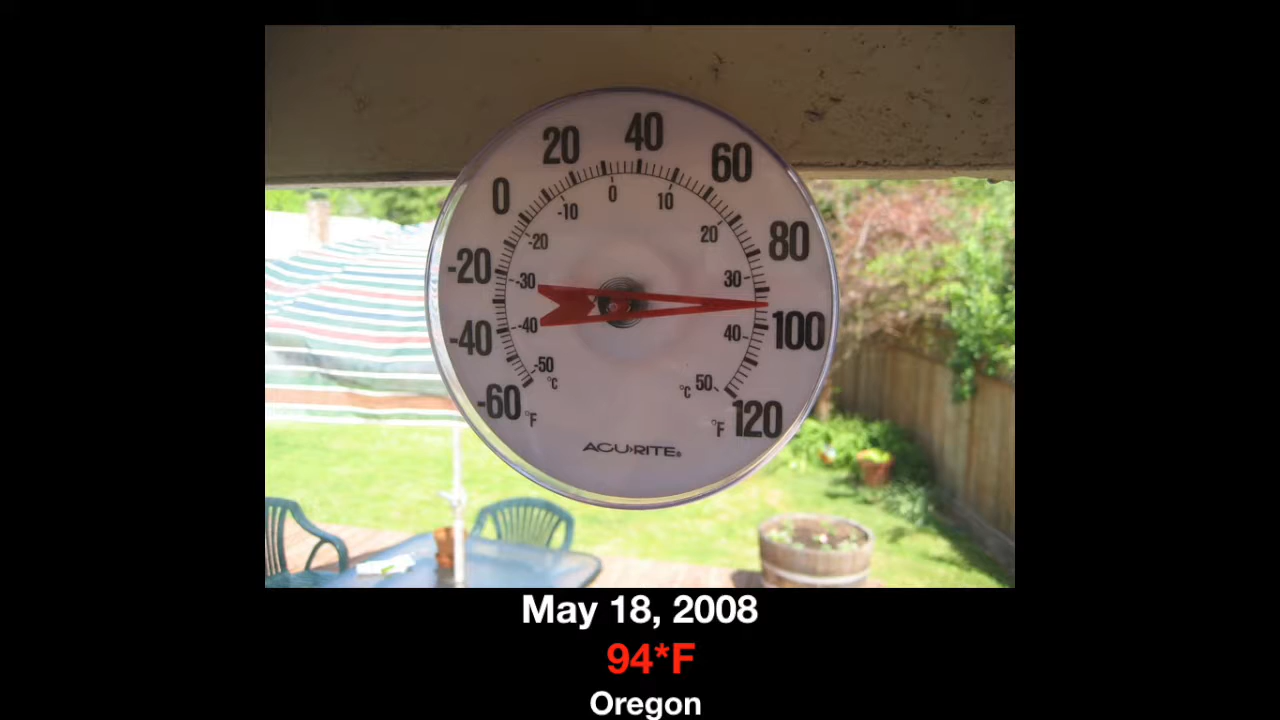 20 40 60
0 80
-20 100
-40 120
-60 °F °F
-10 0 10
-20 20
-30 30
-40 40
-50 50
°C °C
ACU›RITE®
May 18, 2008
94*F
Oregon